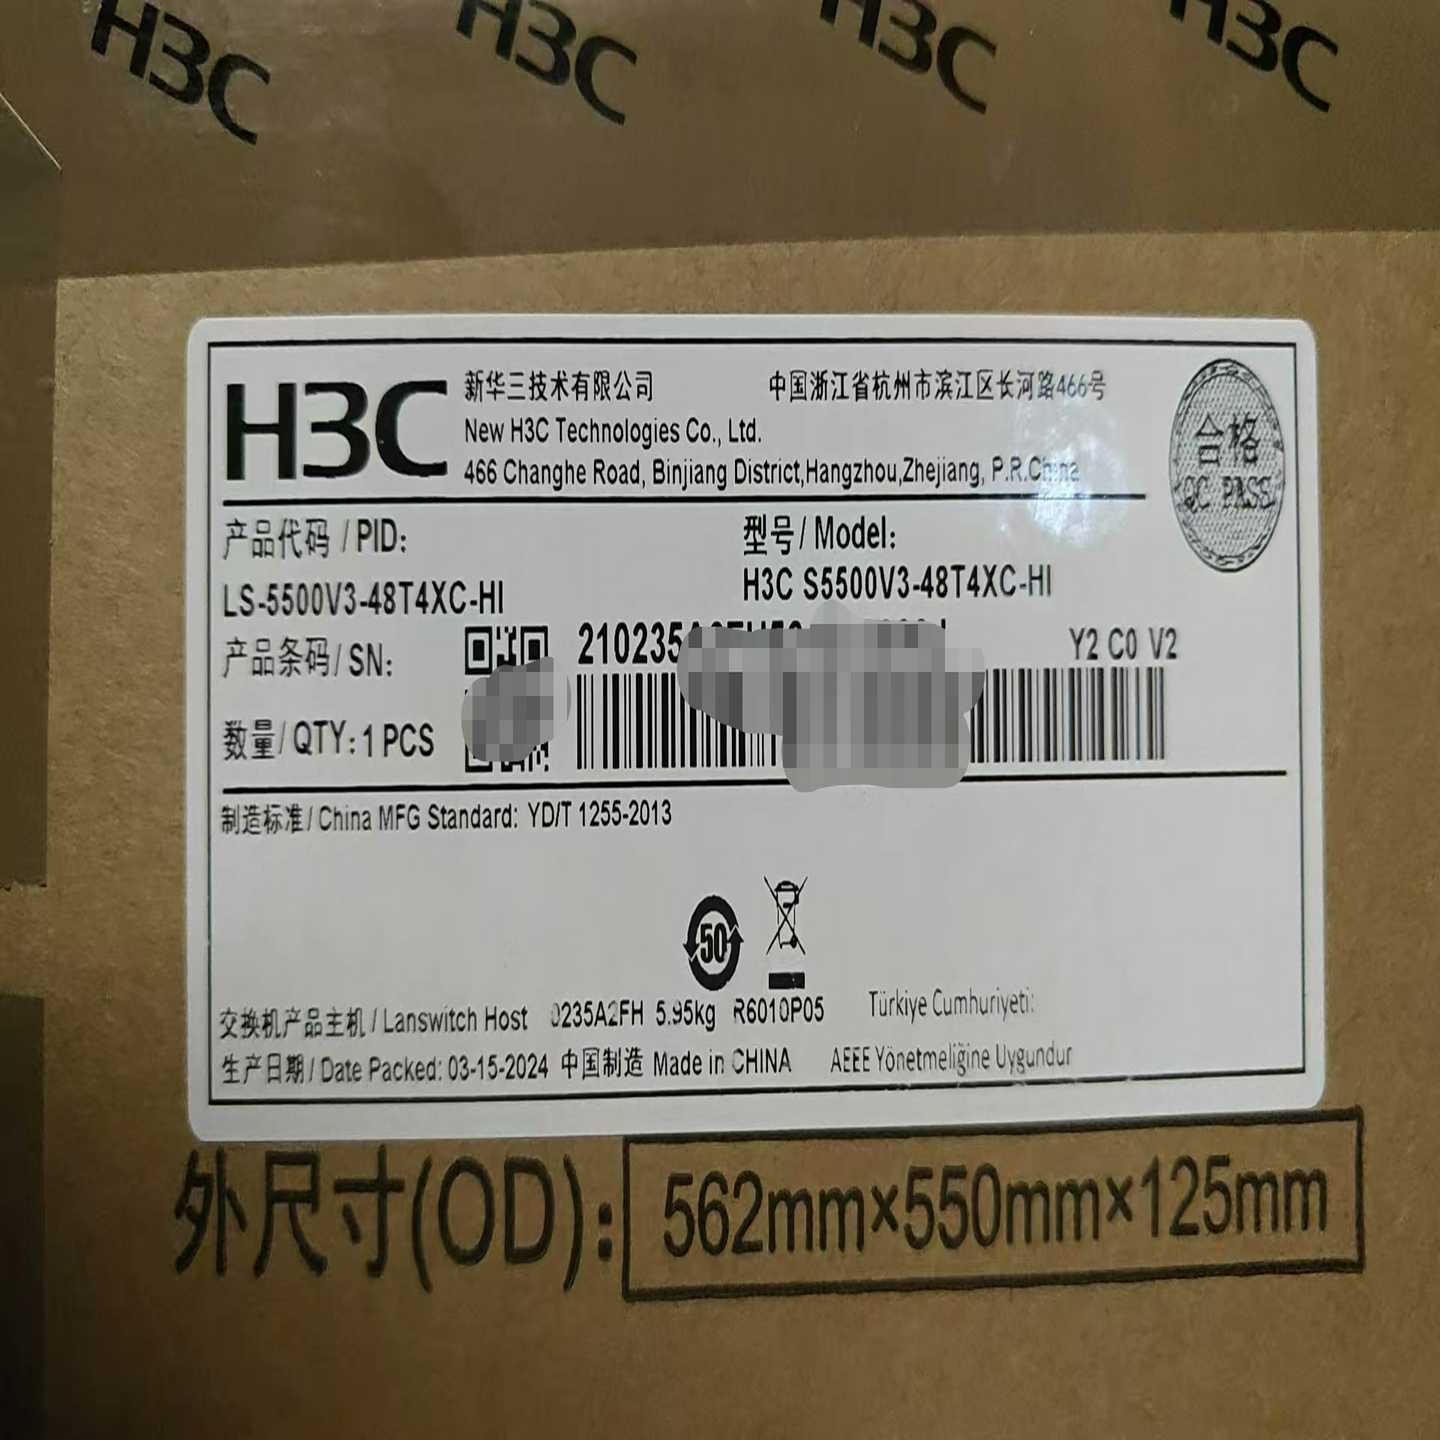 H3C H3C H3C H3C
H3C
新华三技术有限公司 中国浙江省杭州市滨江区长河路466号
New H3C Technologies Co., Ltd.
466 Changhe Road, Binjiang District,Hangzhou,Zhejiang, P.R.China
合格
QC PASS
产品代码 / PID: 型号 / Model:
LS-5500V3-48T4XC-HI H3C S5500V3-48T4XC-HI
产品条码 / SN: 210235 Y2 C0 V2
数量 / QTY: 1 PCS
制造标准 / China MFG Standard: YD/T 1255-2013
50
交换机产品主机 / Lanswitch Host 0235A2FH 5.95kg R6010P05 Türkiye Cumhuriyeti:
生产日期 / Date Packed: 03-15-2024 中国制造 Made in CHINA AEEE Yönetmeliğine Uygundur
外尺寸(OD): 562mm×550mm×125mm